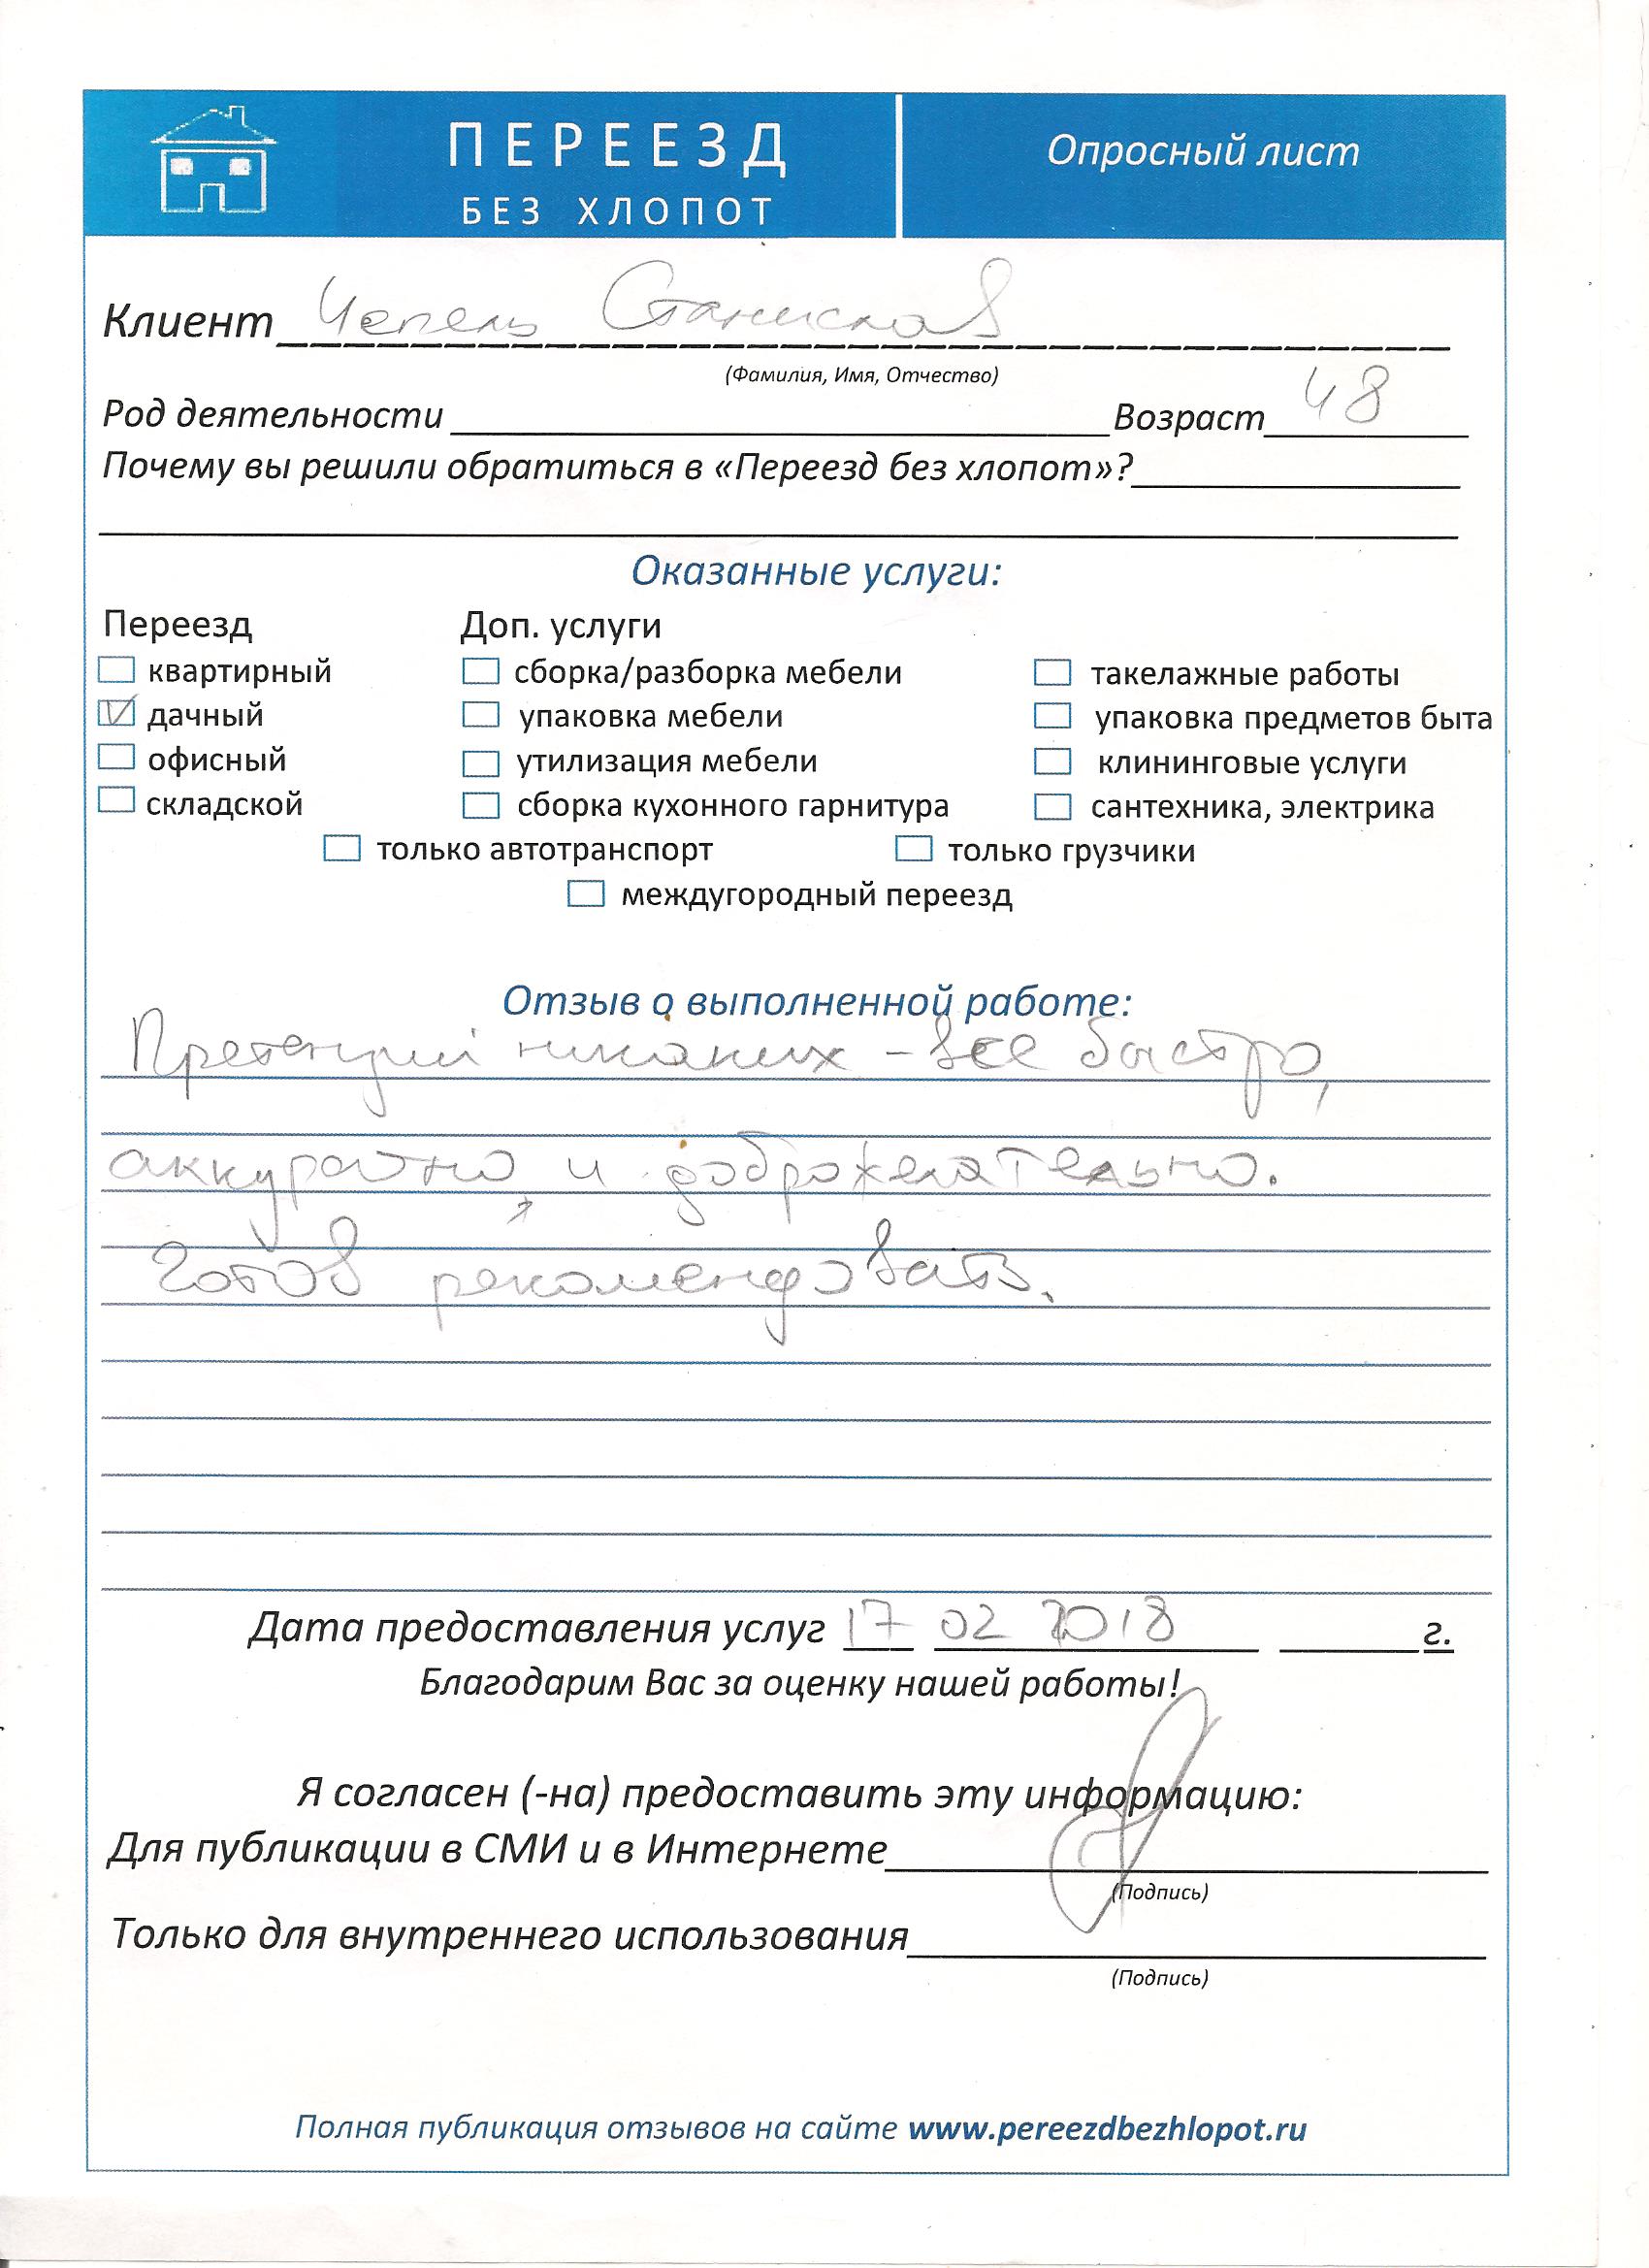 ПЕРЕЕЗД
БЕЗ ХЛОПОТ
Опросный лист
Клиент Чепель Станислав
(Фамилия, Имя, Отчество)
Род деятельности Возраст 48
Почему вы решили обратиться в «Переезд без хлопот»?
Оказанные услуги:
Переезд Доп. услуги
квартирный сборка/разборка мебели такелажные работы
дачный упаковка мебели упаковка предметов быта
офисный утилизация мебели клининговые услуги
складской сборка кухонного гарнитура сантехника, электрика
только автотранспорт только грузчики
междугородный переезд
Отзыв о выполненной работе:
Претензий никаких - все быстро,
аккуратно, и доброжелательно.
Готов рекомендовать.
Дата предоставления услуг 17 02 2018 г.
Благодарим Вас за оценку нашей работы!
Я согласен (-на) предоставить эту информацию:
Для публикации в СМИ и в Интернете
(Подпись)
Только для внутреннего использования
(Подпись)
Полная публикация отзывов на сайте www.pereezdbezhlopot.ru